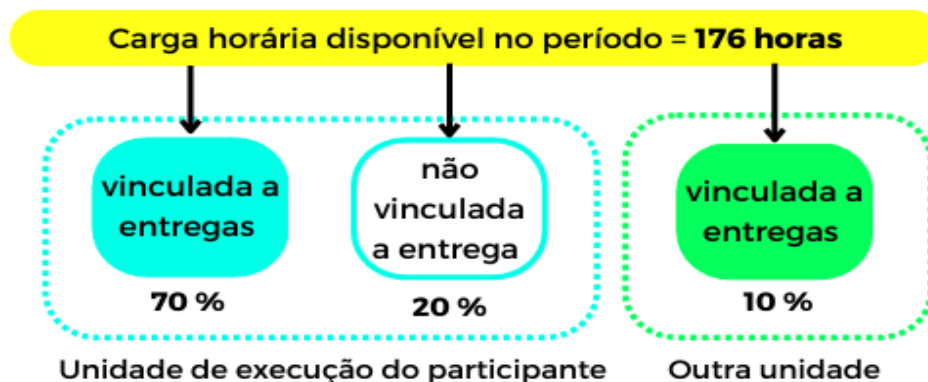 Carga horária disponível no período = 176 horas
vinculada a
entregas
não
vinculada
a entrega
vinculada a
entregas
70 %
20 %
10 %
Unidade de execução do participante
Outra unidade